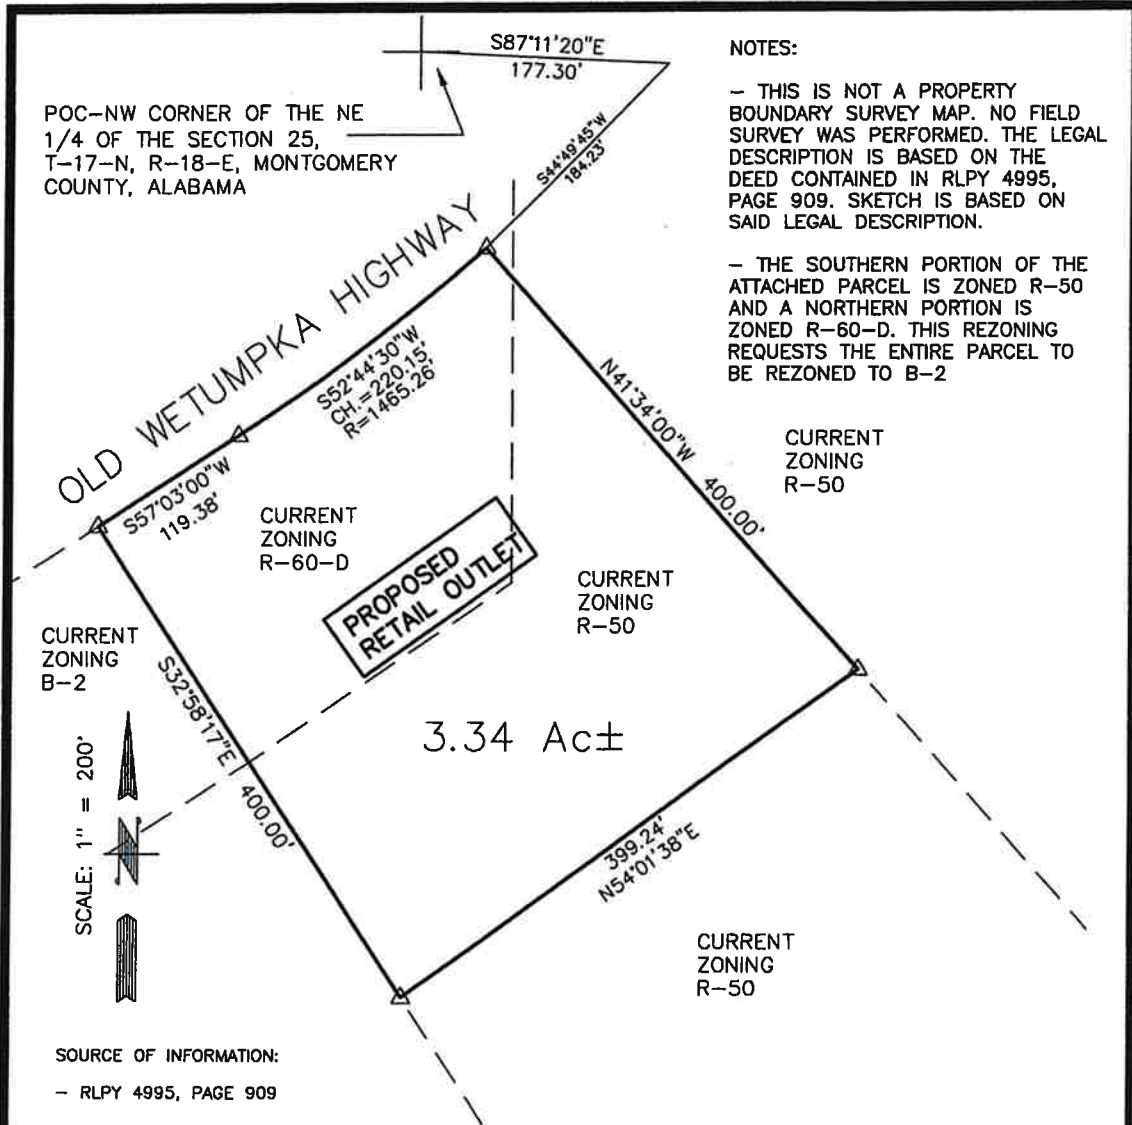 S87°11'20"E
177.30'
NOTES:
– THIS IS NOT A PROPERTY
BOUNDARY SURVEY MAP. NO FIELD
SURVEY WAS PERFORMED. THE LEGAL
DESCRIPTION IS BASED ON THE
DEED CONTAINED IN RLPY 4995,
PAGE 909. SKETCH IS BASED ON
SAID LEGAL DESCRIPTION.
– THE SOUTHERN PORTION OF THE
ATTACHED PARCEL IS ZONED R–50
AND A NORTHERN PORTION IS
ZONED R–60–D. THIS REZONING
REQUESTS THE ENTIRE PARCEL TO
BE REZONED TO B–2
POC–NW CORNER OF THE NE
1/4 OF THE SECTION 25,
T–17–N, R–18–E, MONTGOMERY
COUNTY, ALABAMA
S44°49'45"W
184.23'
OLD WETUMPKA HIGHWAY
S52°44'30"W
CH.=220.15'
R=1465.26'
S57°03'00"W
119.38'
N41°34'00"W 400.00'
CURRENT
ZONING
R–50
CURRENT
ZONING
R–60–D
PROPOSED
RETAIL OUTLET
CURRENT
ZONING
R–50
CURRENT
ZONING
B–2
S32°58'17"E 400.00'
3.34 Ac±
SCALE: 1" = 200'
N
399.24'
N54°01'38"E
CURRENT
ZONING
R–50
SOURCE OF INFORMATION:
– RLPY 4995, PAGE 909